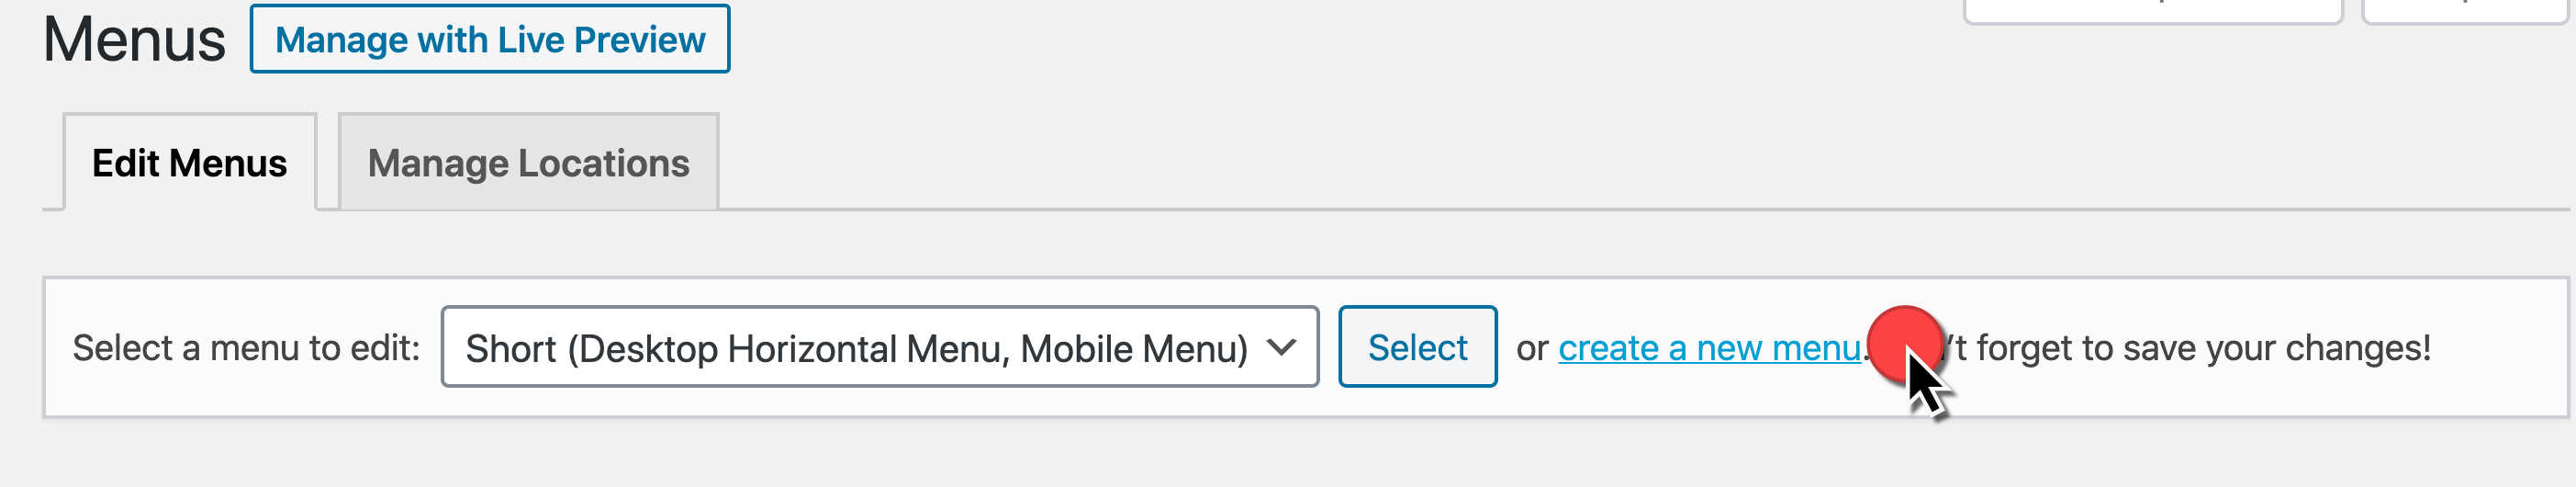 Menus Manage with Live Preview
Edit Menus Manage Locations
Select a menu to edit: Short (Desktop Horizontal Menu, Mobile Menu) Select or create a new menu. 't forget to save your changes!